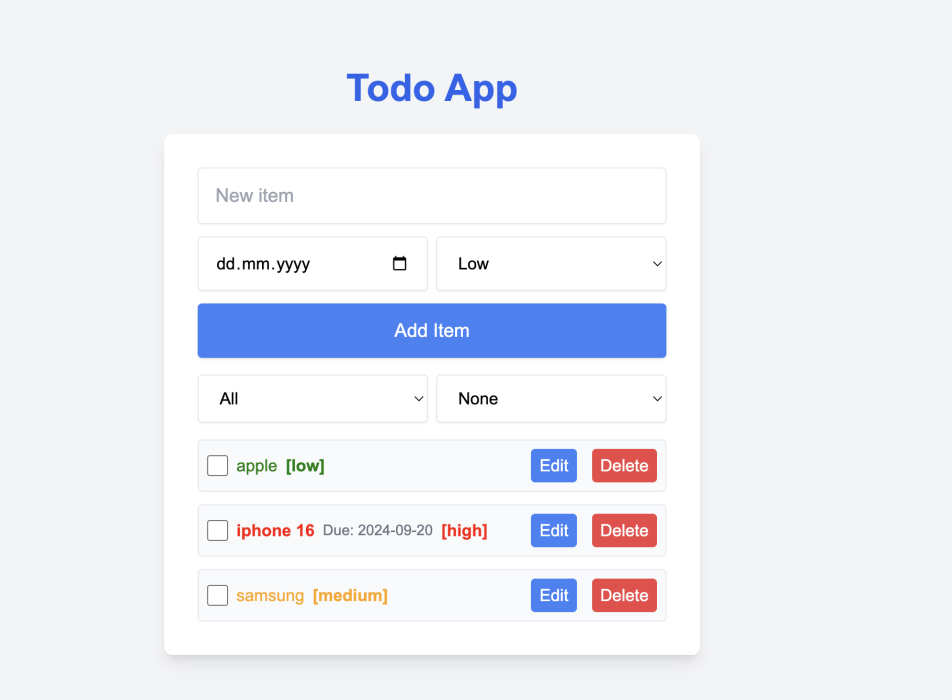 Todo App
New item
dd.mm.yyyy Low
Add Item
All None
apple [low] Edit Delete
iphone 16 Due: 2024-09-20 [high] Edit Delete
samsung [medium] Edit Delete